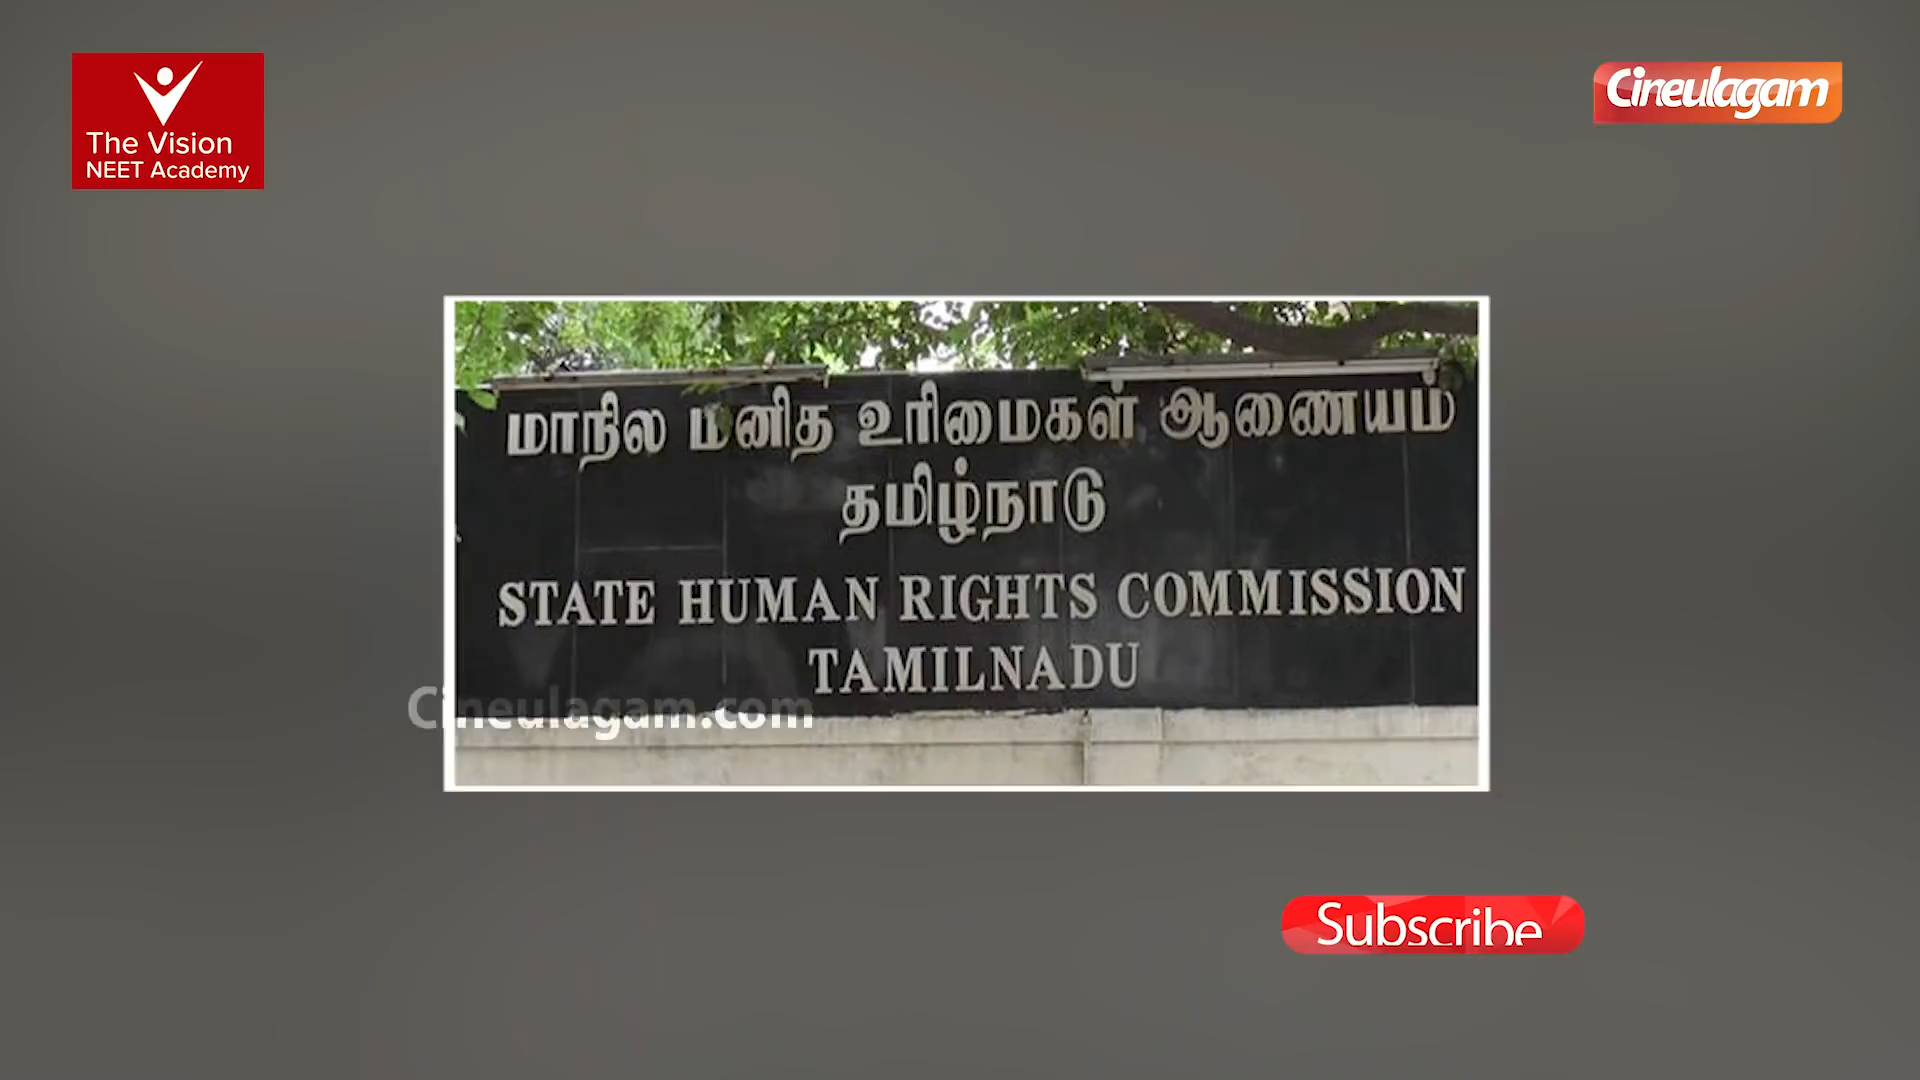 The Vision
NEET Academy
Cineulagam
மாநில மனித உரிமைகள் ஆணையம்
தமிழ்நாடு
STATE HUMAN RIGHTS COMMISSION
TAMILNADU
Cineulagam.com
Subscribe